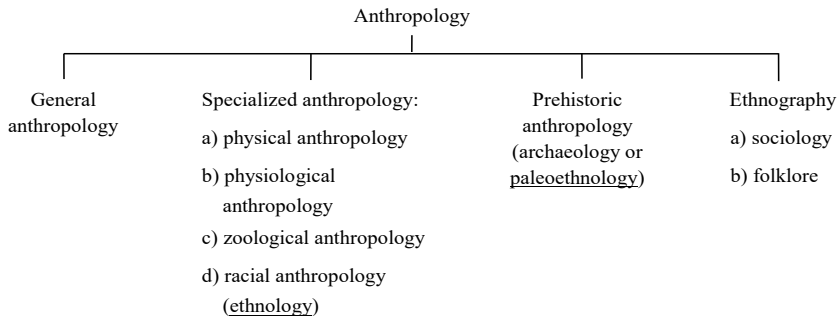 Anthropology
General
anthropology
Specialized anthropology:
a) physical anthropology
b) physiological
anthropology
c) zoological anthropology
d) racial anthropology
(ethnology)
Prehistoric
anthropology
(archaeology or
paleoethnology)
Ethnography
a) sociology
b) folklore